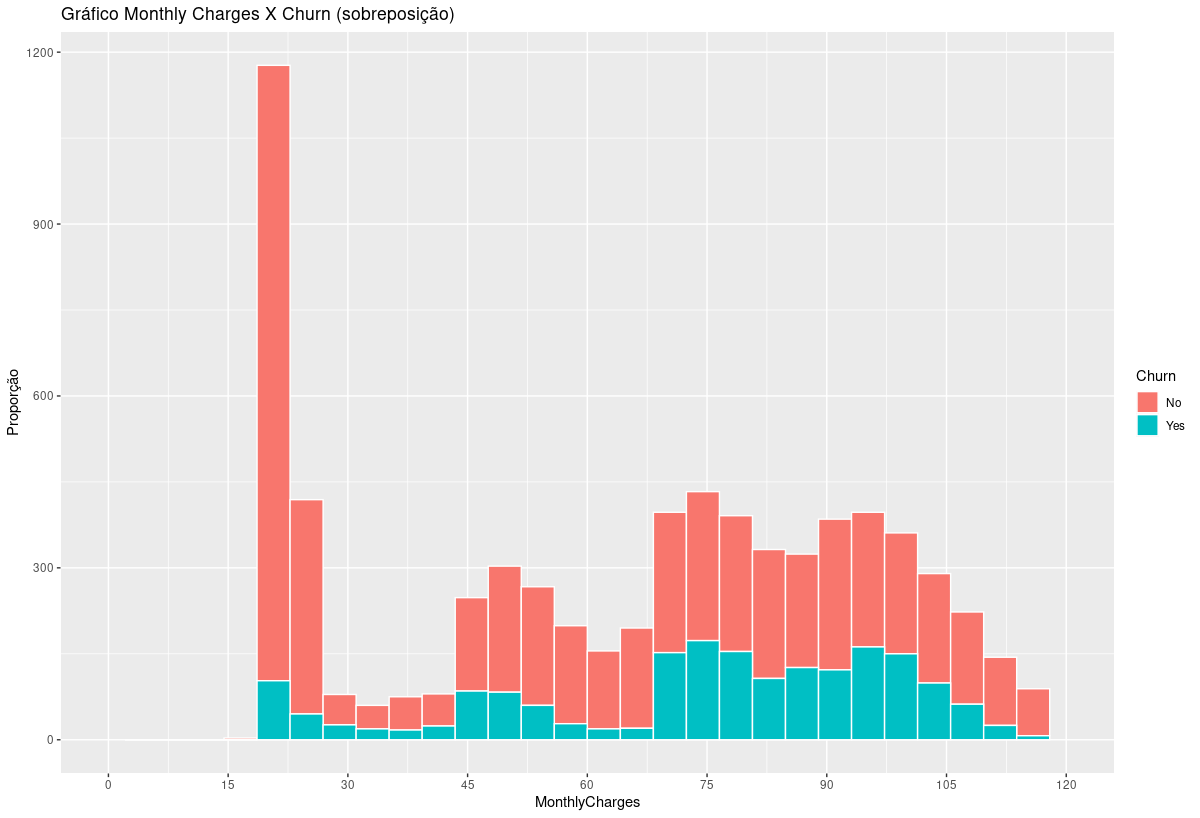 Gráfico Monthly Charges X Churn (sobreposição)
1200
900
600
300
0
Proporção
0 15 30 45 60 75 90 105 120
MonthlyCharges
Churn
No
Yes